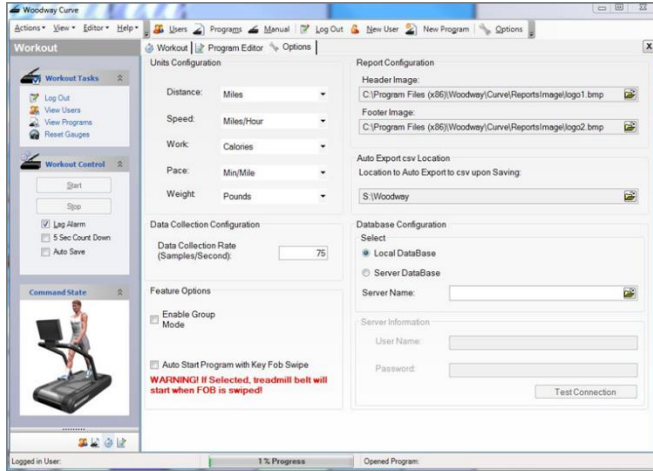 Woodway Curve
Actions View Editor Help Users Programs Manual Log Out New User New Program Options
Workout
Workout Program Editor Options X
Workout Tasks
Log Out
View Users
View Programs
Reset Gauges
Workout Control
Start
Stop
Lag Alarm
5 Sec Count Down
Auto Save
Command State
Units Configuration
Distance: Miles
Speed: Miles/Hour
Work: Calories
Pace: Min/Mile
Weight: Pounds
Data Collection Configuration
Data Collection Rate
(Samples/Second): 75
Feature Options
Enable Group
Mode
Auto Start Program with Key Fob Swipe
WARNING! If Selected, treadmill belt will
start when FOB is swiped!
Report Configuration
Header Image:
C:\Program Files (x86)\Woodway\Curve\ReportsImage\logo1.bmp
Footer Image:
C:\Program Files (x86)\Woodway\Curve\ReportsImage\logo2.bmp
Auto Export csv Location
Location to Auto Export to csv upon Saving:
S:\Woodway
Database Configuration
Select
Local DataBase
Server DataBase
Server Name:
Server Information
User Name:
Password:
Test Connection
Logged in User: 1% Progress Opened Program: